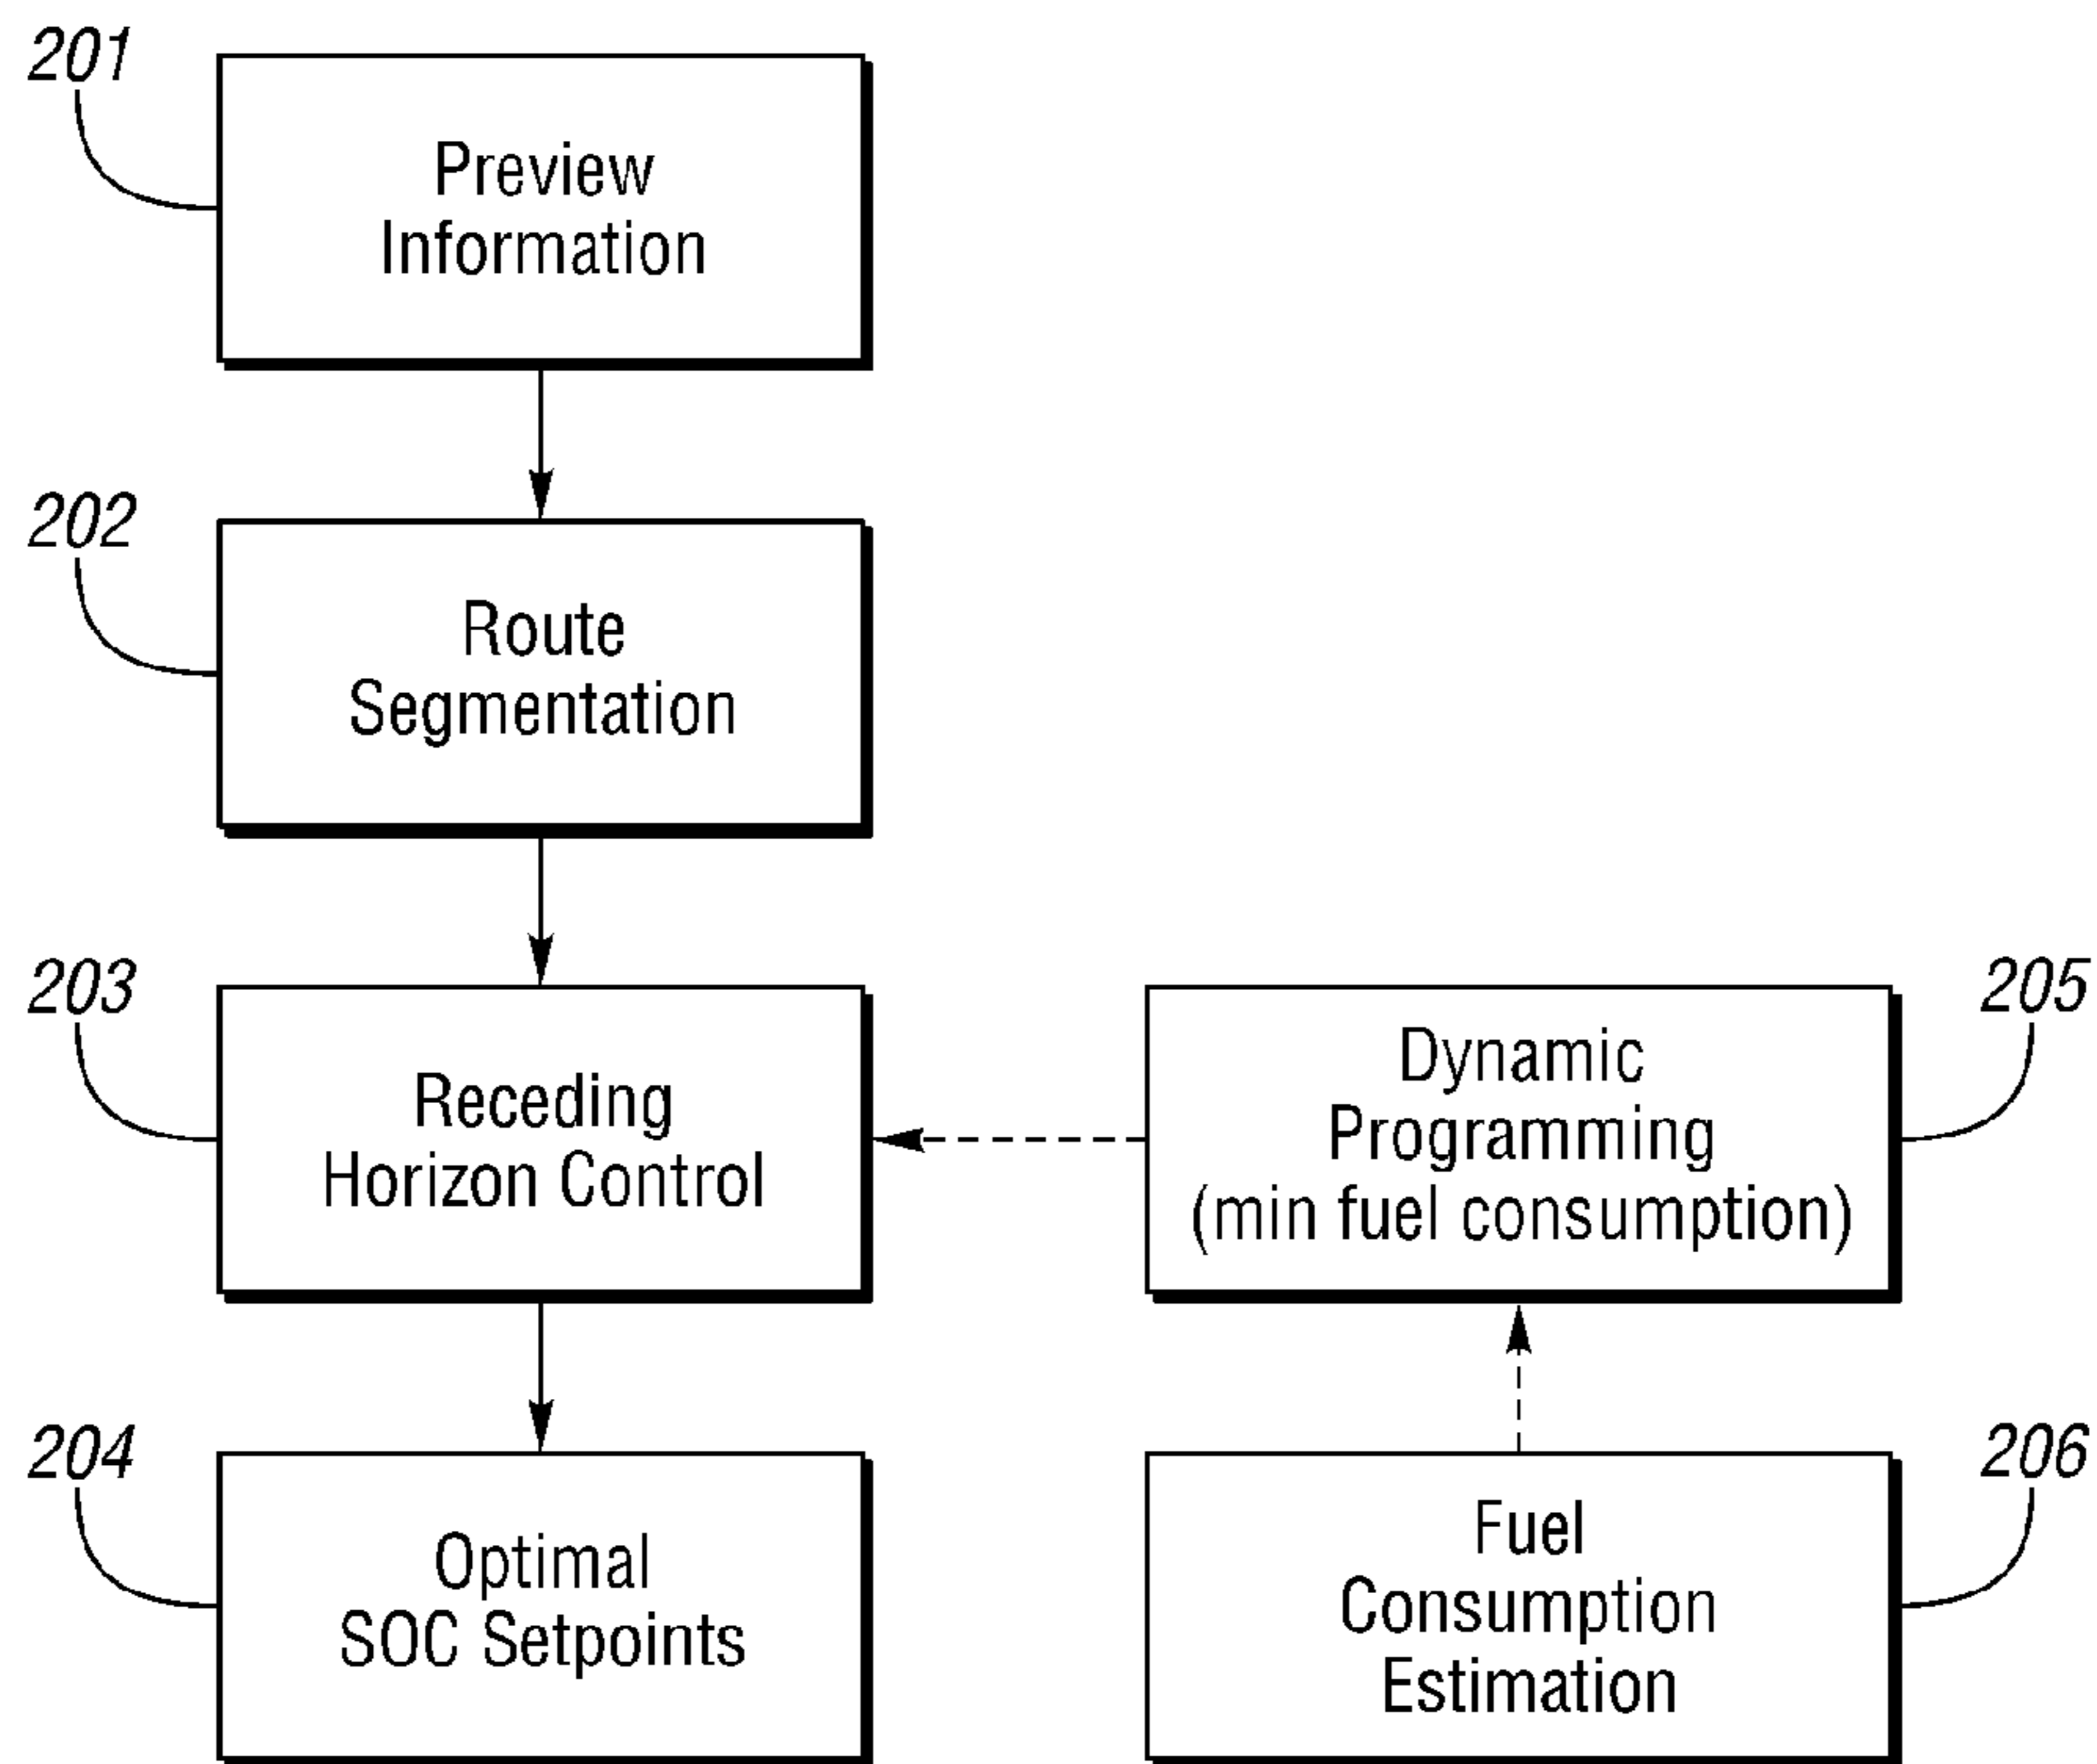 201
Preview
Information
202
Route
Segmentation
203
Receding
Horizon Control
205
Dynamic
Programming
(min fuel consumption)
204
Optimal
SOC Setpoints
206
Fuel
Consumption
Estimation